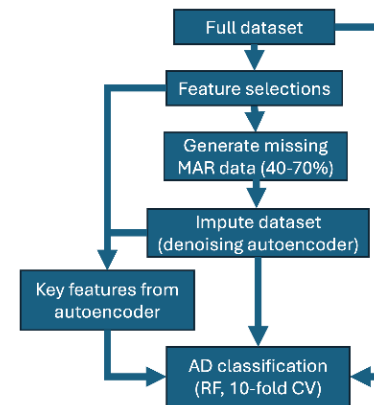 Full dataset
Feature selections
Generate missing
MAR data (40-70%)
Impute dataset
(denoising autoencoder)
Key features from
autoencoder
AD classification
(RF, 10-fold CV)